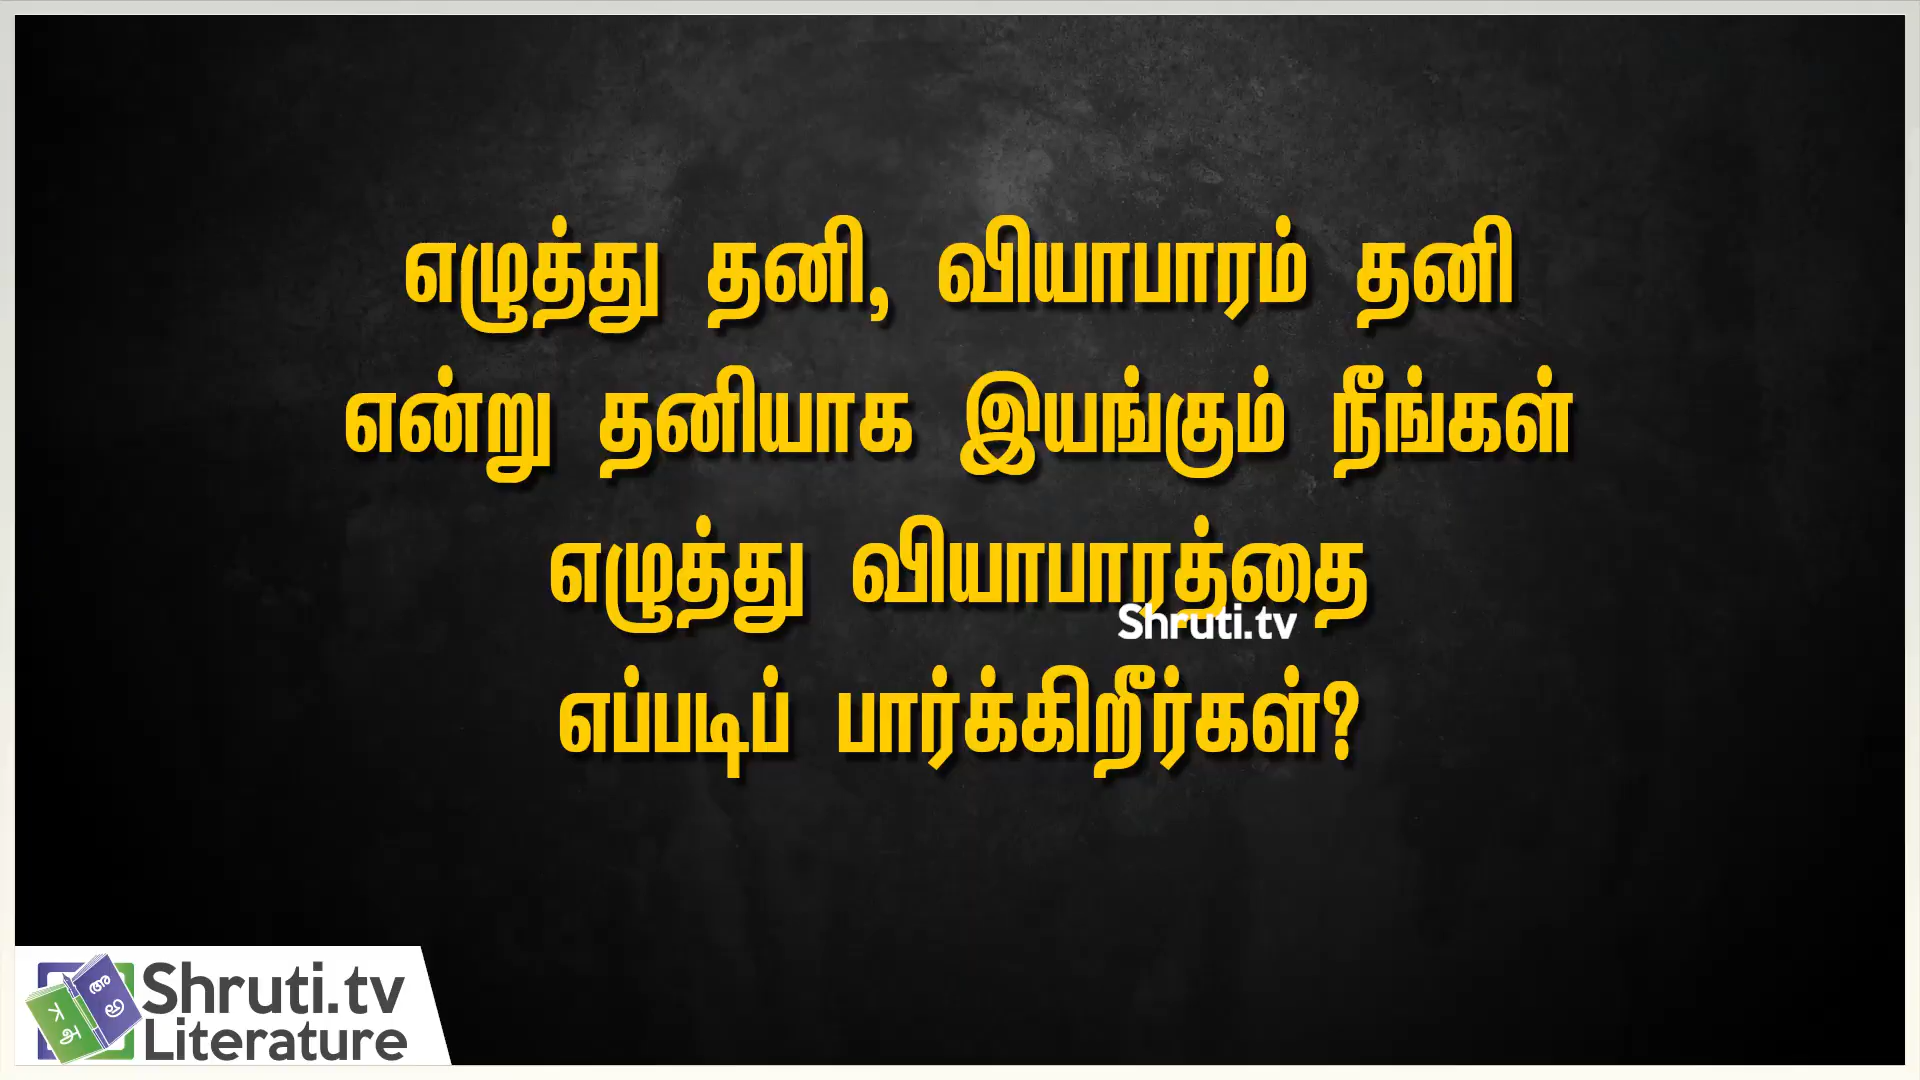 எழுத்து தனி, வியாபாரம் தனி
என்று தனியாக இயங்கும் நீங்கள்
எழுத்து வியாபாரத்தை
Shruti.tv
எப்படிப் பார்க்கிறீர்கள்?
Shruti.tv
Literature